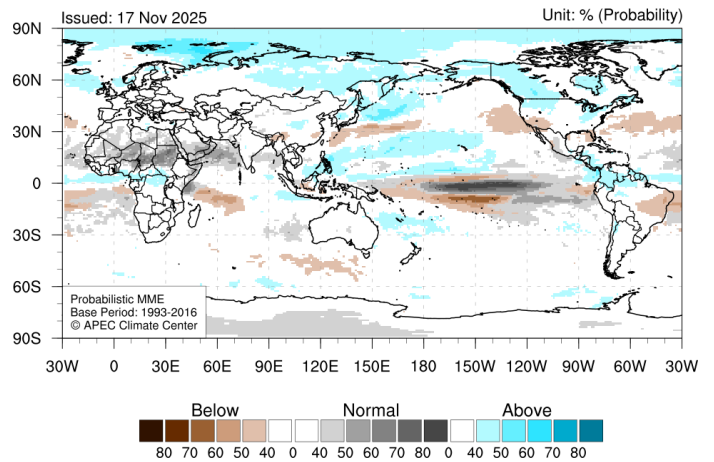 Issued: 17 Nov 2025
Unit: % (Probability)
90N
60N
30N
0
30S
60S
90S
Probabilistic MME
Base Period: 1993-2016
© APEC Climate Center
30W 0 30E 60E 90E 120E 150E 180 150W 120W 90W 60W 30W
Below Normal Above
80 70 60 50 40 0 40 50 60 70 80 0 40 50 60 70 80